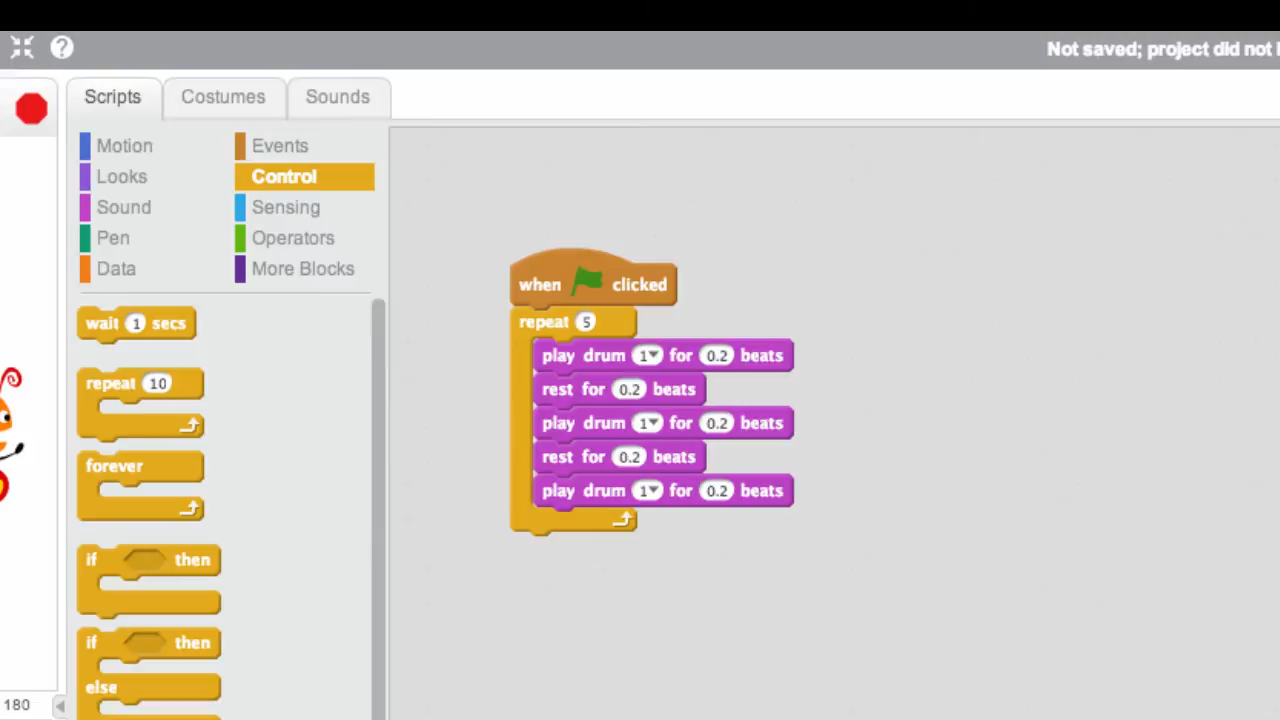 ?
Not saved; project did not
Scripts Costumes Sounds
Motion Events
Looks Control
Sound Sensing
Pen Operators
Data More Blocks
wait 1 secs
repeat 10
forever
if then
if then
else
180
when clicked
repeat 5
play drum 1 for 0.2 beats
rest for 0.2 beats
play drum 1 for 0.2 beats
rest for 0.2 beats
play drum 1 for 0.2 beats